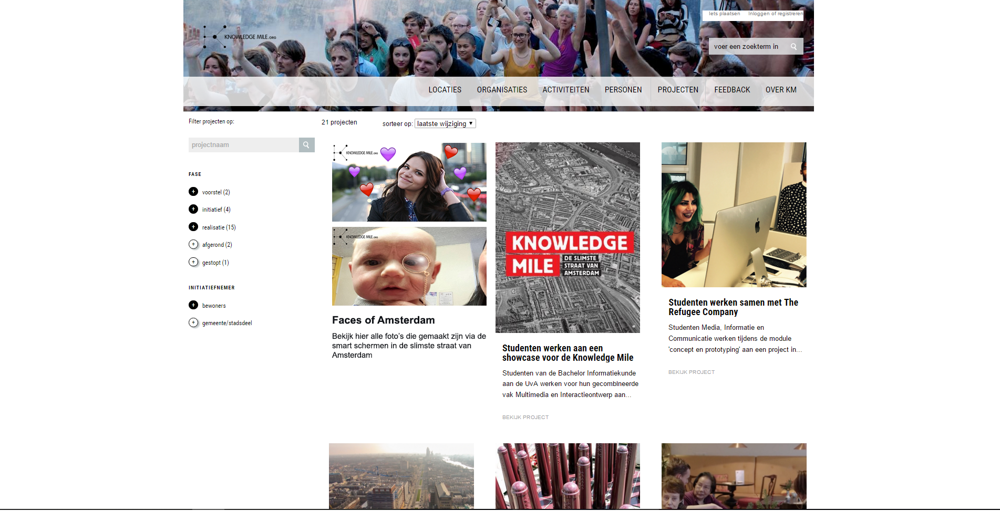 Iets plaatsen Inloggen of registreren
KNOWLEDGE MILE.ORG
voer een zoekterm in
LOCATIES ORGANISATIES ACTIVITEITEN PERSONEN PROJECTEN FEEDBACK OVER KM
Filter projecten op:
21 projecten
sorteer op: laatste wijziging
projectnaam
FASE
+ voorstel (2)
+ initiatief (4)
+ realisatie (15)
+ afgerond (2)
+ gestopt (1)
INITIATIEFNEMER
+ bewoners
+ gemeente/stadsdeel
KNOWLEDGE MILE.ORG
KNOWLEDGE MILE.ORG
Faces of Amsterdam
Bekijk hier alle foto's die gemaakt zijn via de
smart schermen in de slimste straat van
Amsterdam
KNOWLEDGE
MILE
DE SLIMSTE
STRAAT VAN
AMSTERDAM
Studenten werken aan een
showcase voor de Knowledge Mile
Studenten van de Bachelor Informatiekunde
aan de UvA werken voor hun gecombIneerde
vak Multimedia en Interactieontwerp aan...
BEKIJK PROJECT
Studenten werken samen met The
Refugee Company
Studenten Media, Informatie en
Communicatie werken tijdens de module
'concept en prototyping' aan een project in...
BEKIJK PROJECT